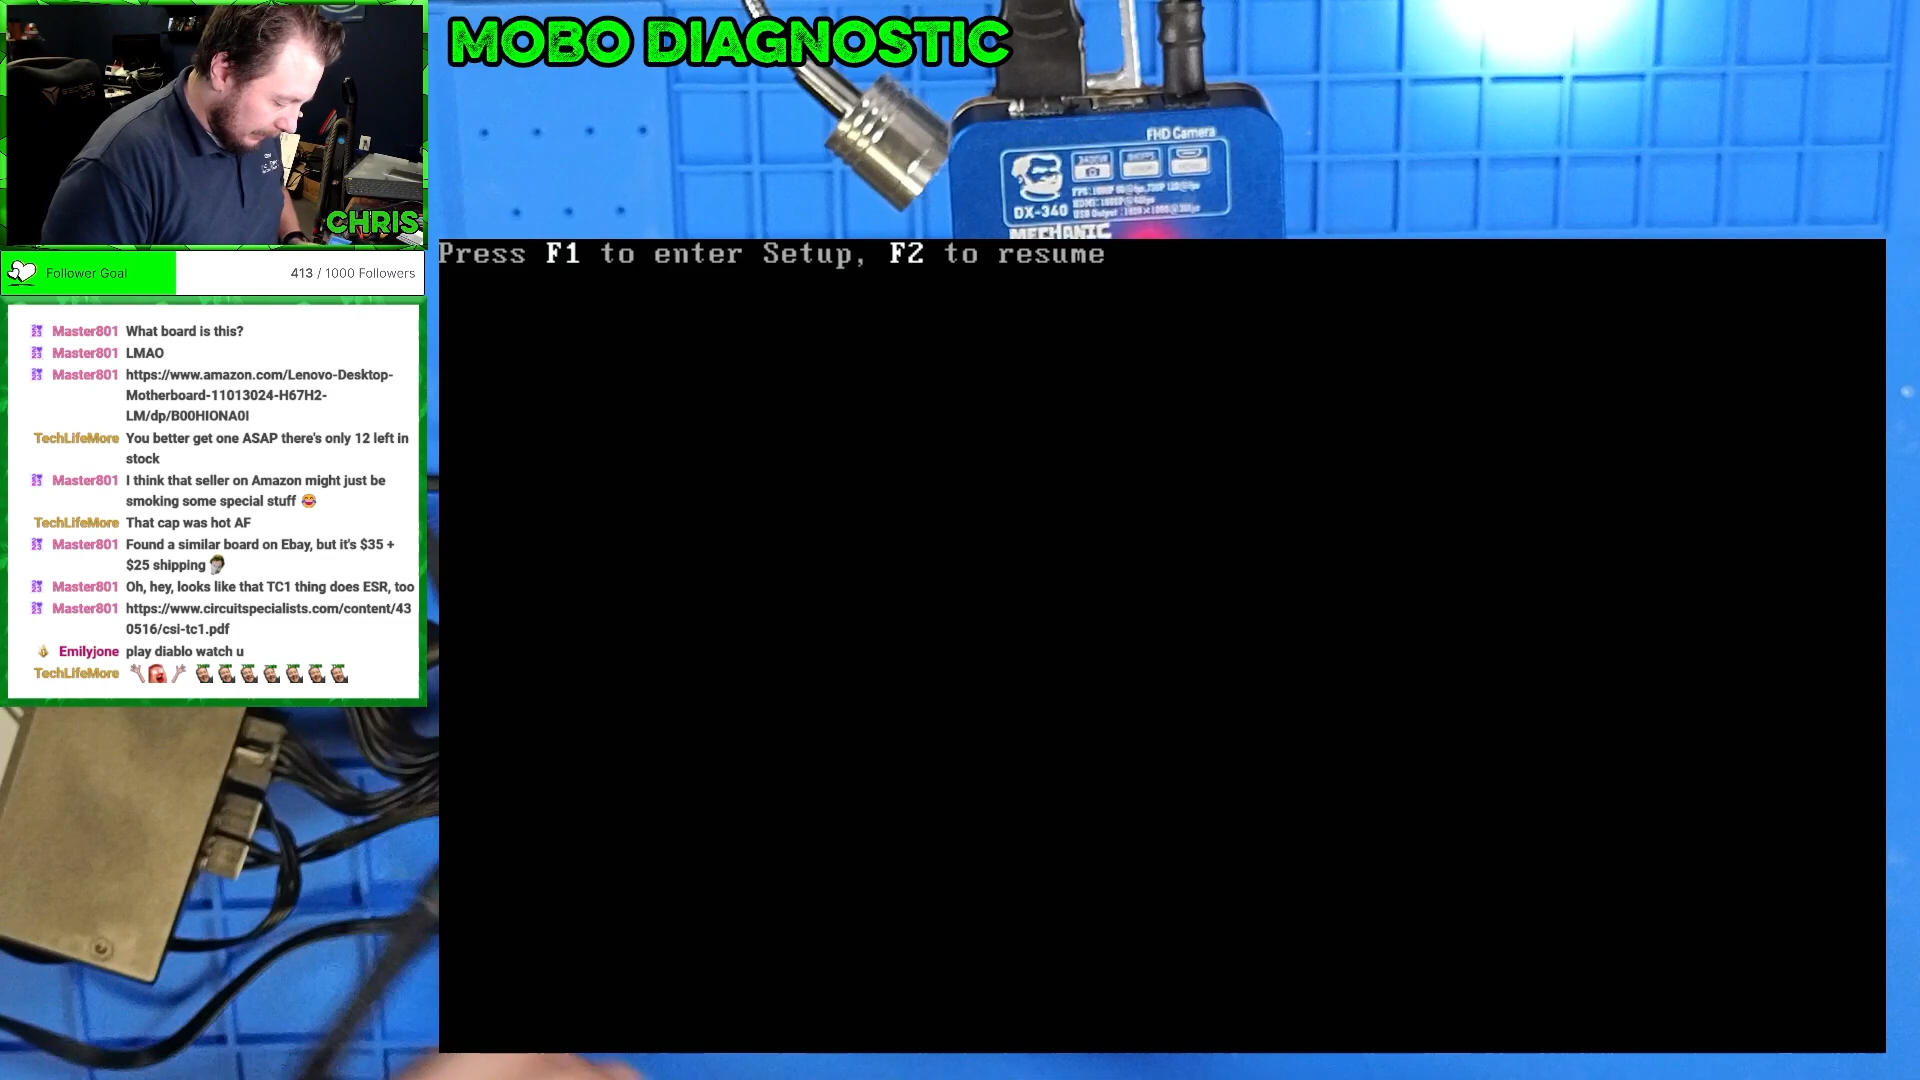 MOBO DIAGNOSTIC
CHRIS
Follower Goal
413 / 1000 Followers
Master801 What board is this?
Master801 LMAO
Master801 https://www.amazon.com/Lenovo-Desktop-
Motherboard-11013024-H67H2-
LM/dp/B00HIONA0I
TechLifeMore You better get one ASAP there's only 12 left in
stock
Master801 I think that seller on Amazon might just be
smoking some special stuff 😂
TechLifeMore That cap was hot AF
Master801 Found a similar board on Ebay, but it's $35 +
$25 shipping
Master801 Oh, hey, looks like that TC1 thing does ESR, too
Master801 https://www.circuitspecialists.com/content/43
0516/csi-tc1.pdf
Emilyjone play diablo watch u
TechLifeMore
FHD Camera
DX-340
MECHANIC
Press F1 to enter Setup, F2 to resume